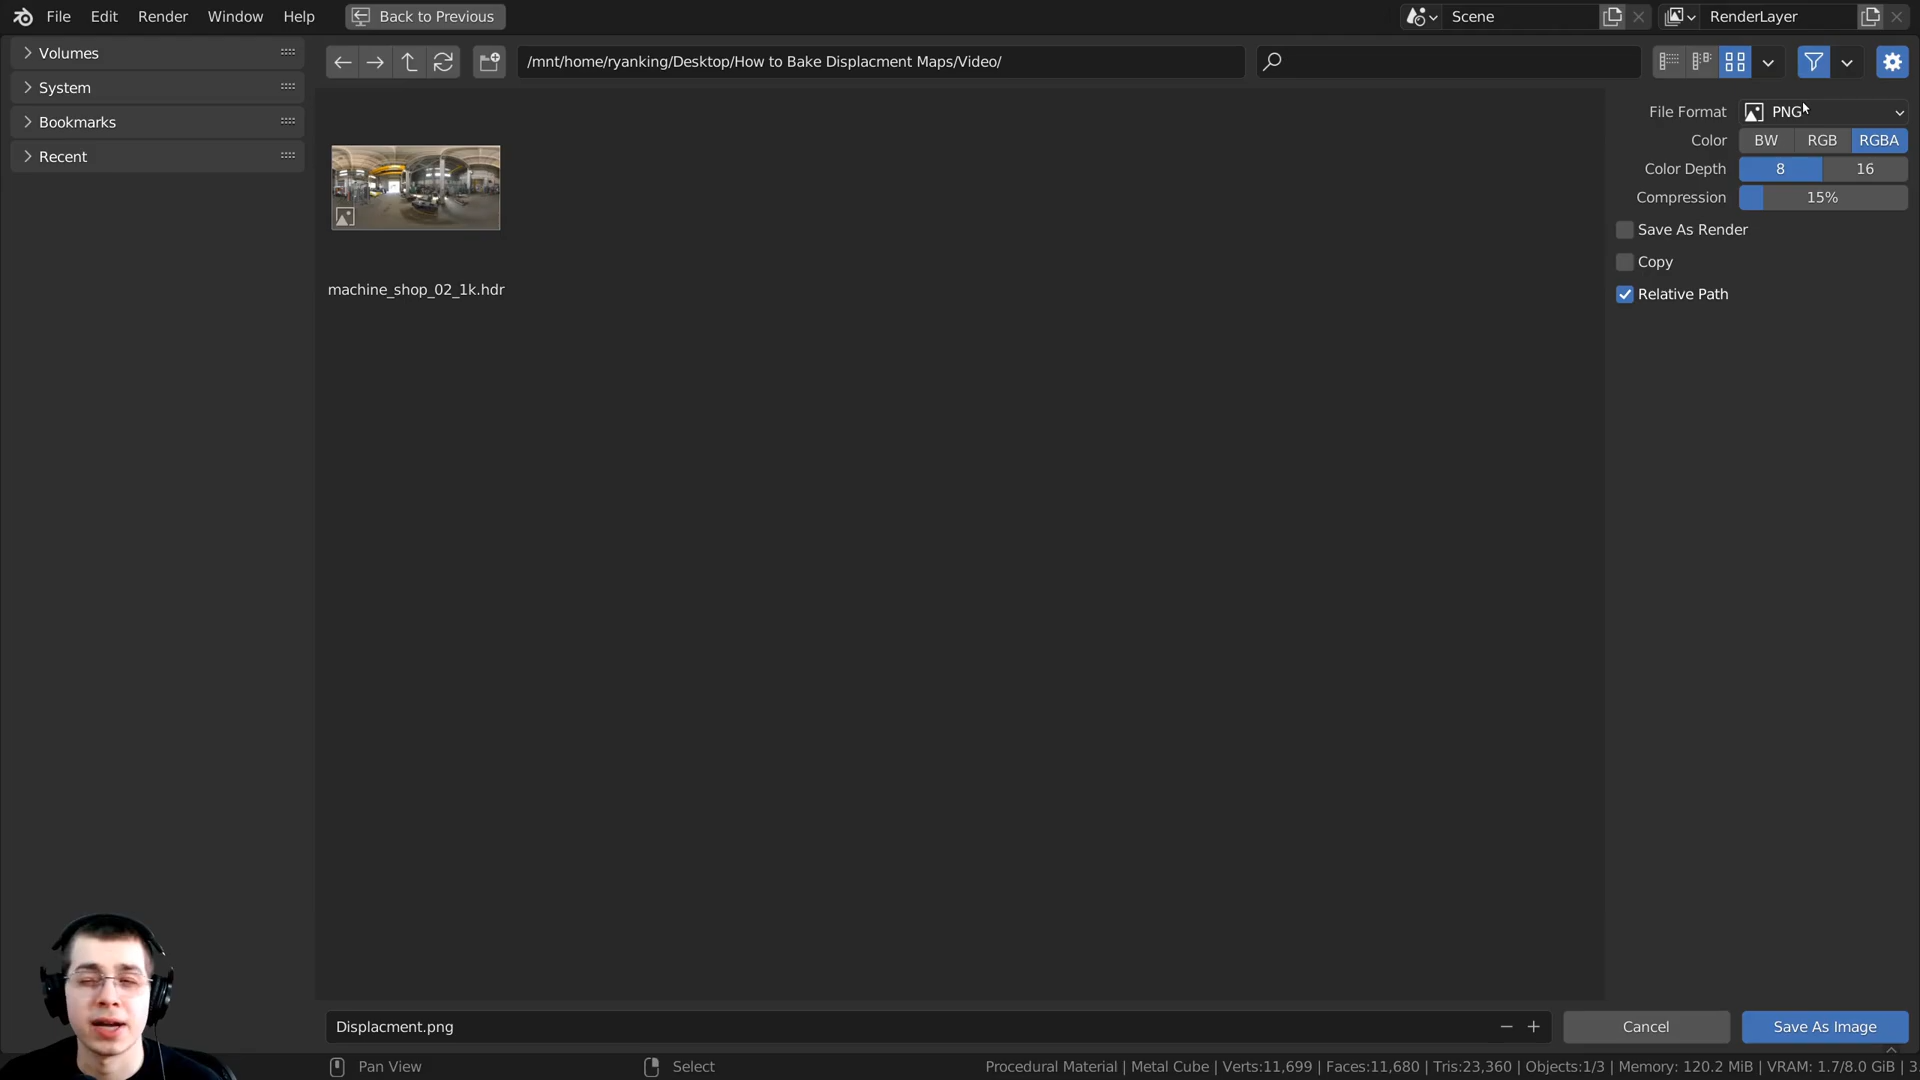 File Edit Render Window Help Back to Previous Scene RenderLayer
Volumes
System
Bookmarks
Recent
/mnt/home/ryanking/Desktop/How to Bake Displacment Maps/Video/
machine_shop_02_1k.hdr
File Format PNG
Color BW RGB RGBA
Color Depth 8 16
Compression 15%
Save As Render
Copy
Relative Path
Displacment.png
Cancel Save As Image
Pan View Select Procedural Material | Metal Cube | Verts:11,699 | Faces:11,680 | Tris:23,360 | Objects:1/3 | Memory: 120.2 MiB | VRAM: 1.7/8.0 GiB | 3